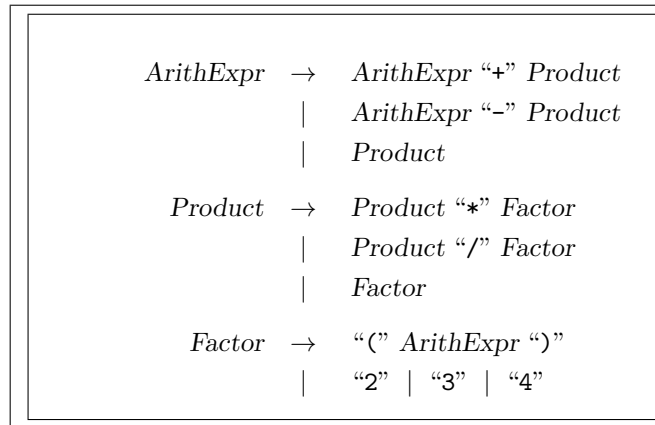 ArithExpr → ArithExpr “+” Product
| ArithExpr “-” Product
| Product
Product → Product “*” Factor
| Product “/” Factor
| Factor
Factor → “(” ArithExpr “)”
| “2” | “3” | “4”